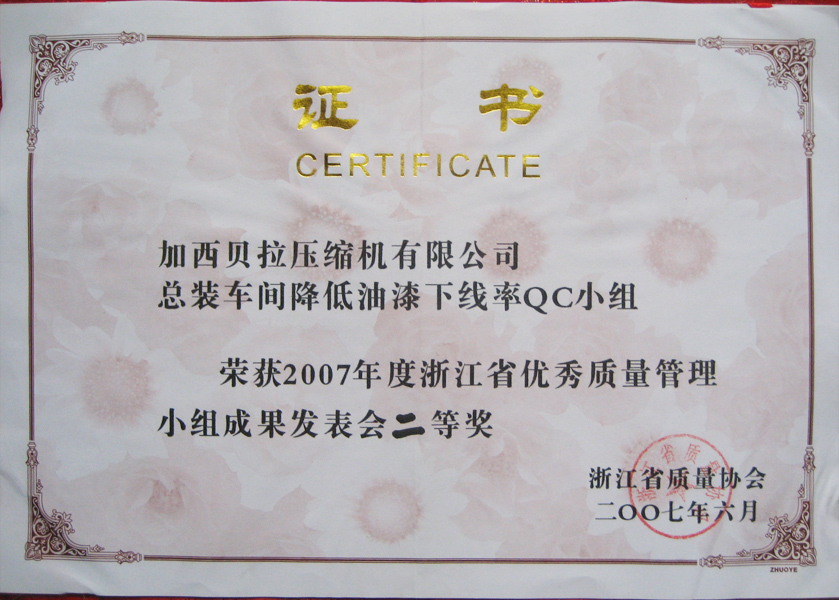 证 书
CERTIFICATE
加西贝拉压缩机有限公司
总装车间降低油漆下线率QC小组
荣获2007年度浙江省优秀质量管理
小组成果发表会二等奖
浙江省质量协会
二〇〇七年六月
ZHUOYE